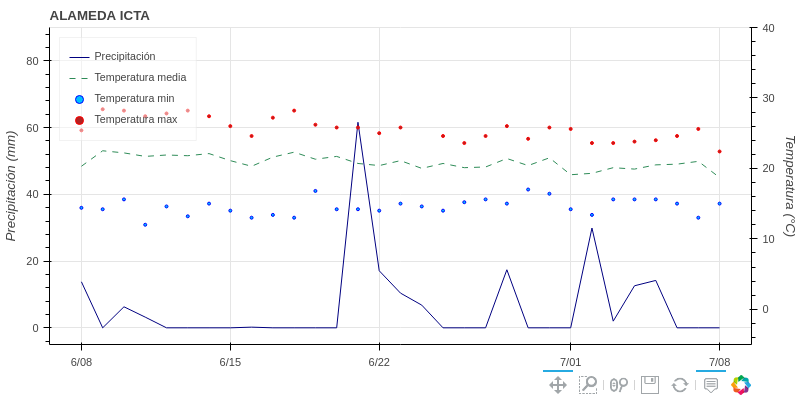 ALAMEDA ICTA
Precipitación
Temperatura media
Temperatura min
Temperatura max
Precipitación (mm)
80
60
40
20
0
Temperatura (°C)
40
30
20
10
0
6/08
6/15
6/22
7/01
7/08